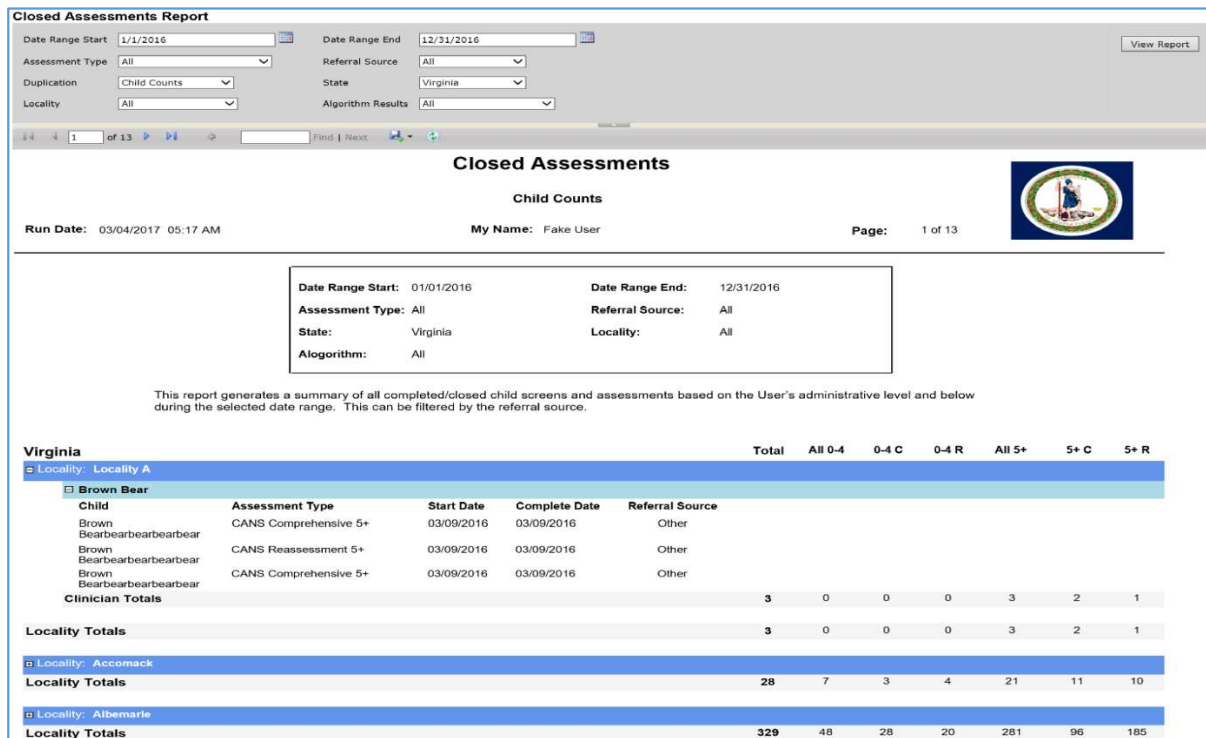 Closed Assessments Report
Date Range Start 1/1/2016 Date Range End 12/31/2016 View Report
Assessment Type All Referral Source All
Duplication Child Counts State Virginia
Locality All Algorithm Results All
1 of 13 Find | Next
Closed Assessments
Child Counts
Run Date: 03/04/2017 05:17 AM My Name: Fake User Page: 1 of 13
Date Range Start: 01/01/2016 Date Range End: 12/31/2016
Assessment Type: All Referral Source: All
State: Virginia Locality: All
Alogorithm: All
This report generates a summary of all completed/closed child screens and assessments based on the User's administrative level and below
during the selected date range. This can be filtered by the referral source.
Virginia Total All 0-4 0-4 C 0-4 R All 5+ 5+ C 5+ R
Locality: Locality A
Brown Bear
Child Assessment Type Start Date Complete Date Referral Source
Brown CANS Comprehensive 5+ 03/09/2016 03/09/2016 Other
Bearbearbearbearbear
Brown CANS Reassessment 5+ 03/09/2016 03/09/2016 Other
Bearbearbearbearbear
Brown CANS Comprehensive 5+ 03/09/2016 03/09/2016 Other
Bearbearbearbearbear
Clinician Totals 3 0 0 0 3 2 1
Locality Totals 3 0 0 0 3 2 1
Locality: Accomack
Locality Totals 28 7 3 4 21 11 10
Locality: Albemarle
Locality Totals 329 48 28 20 281 96 185